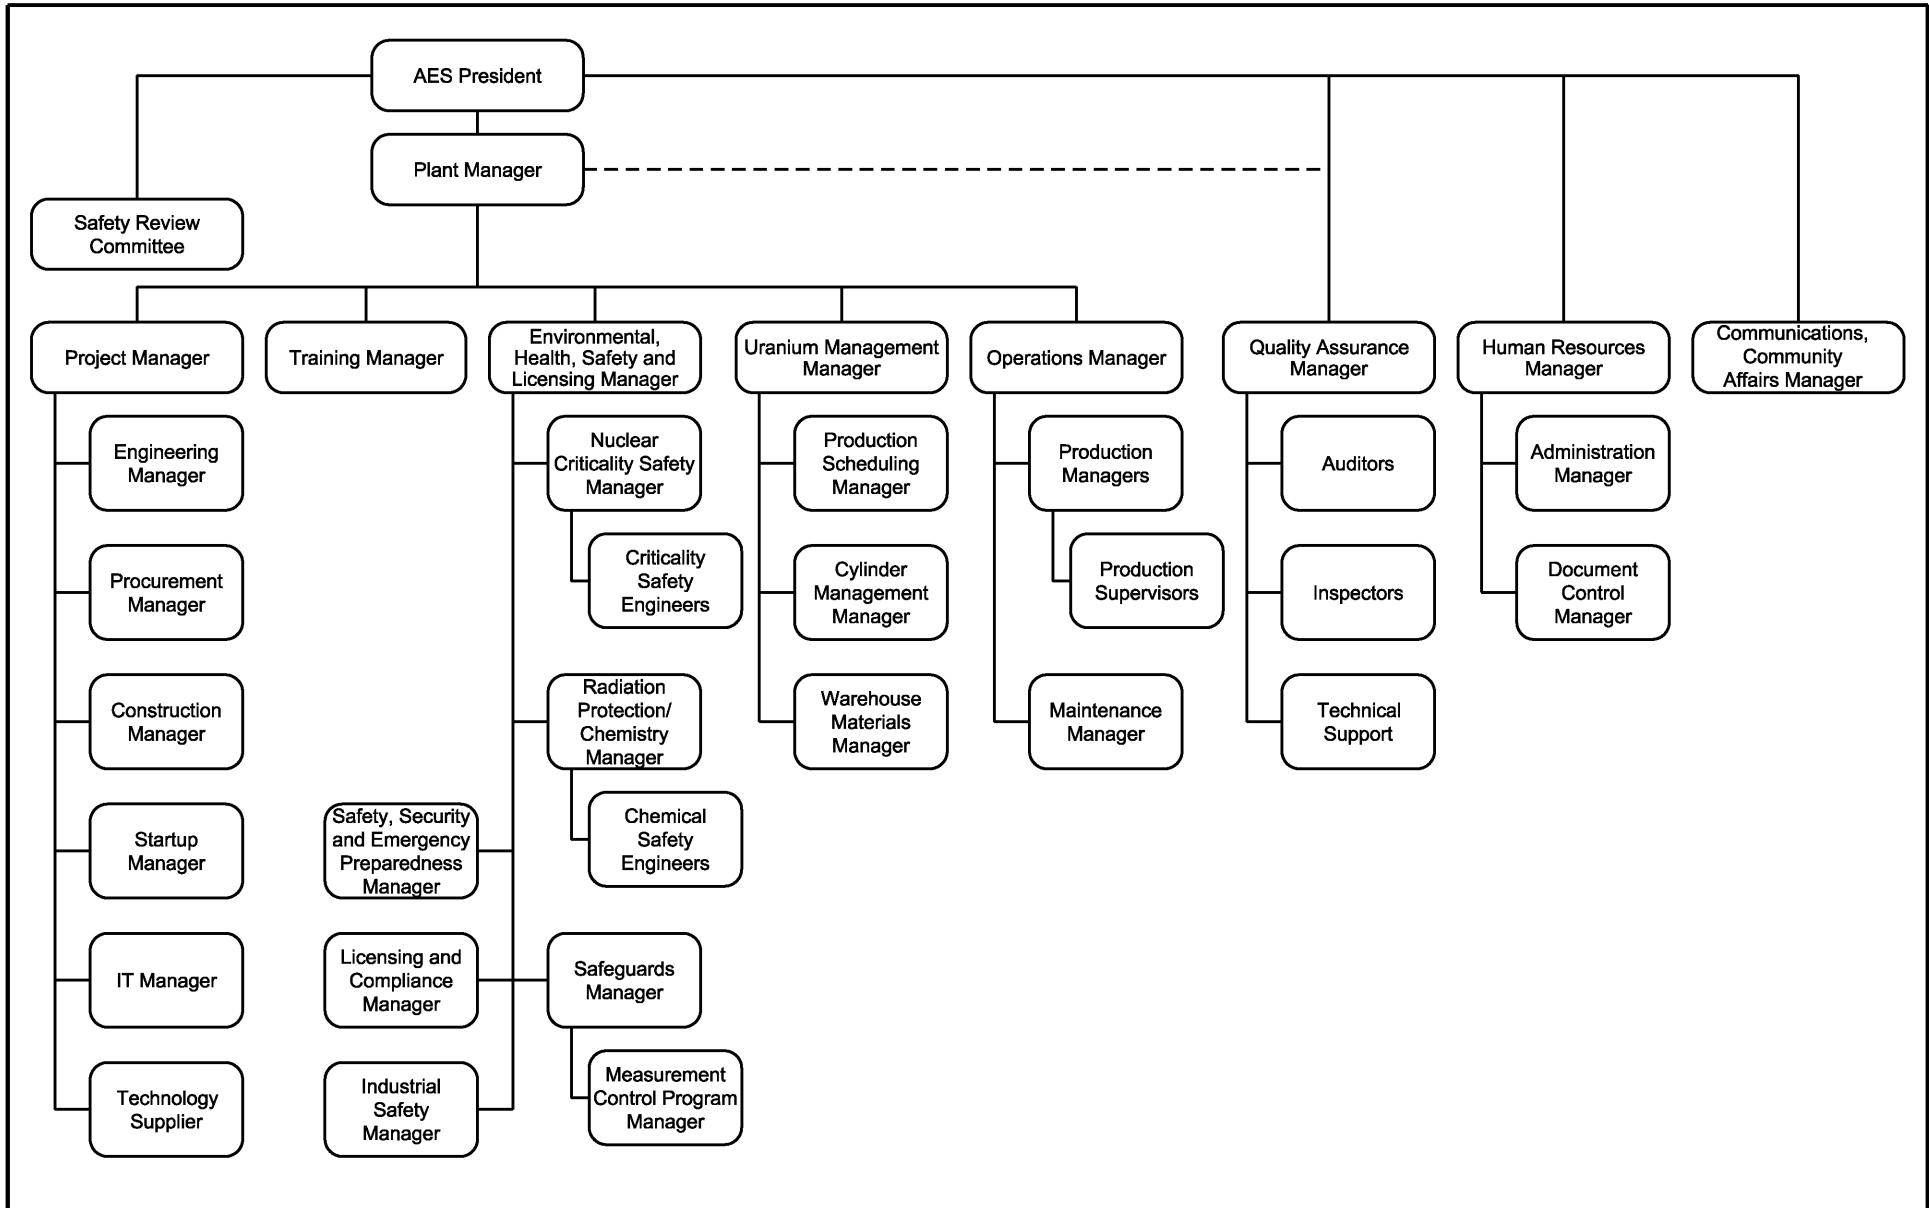 AES President
Plant Manager
Safety Review
Committee
Project Manager
Training Manager
Environmental,
Health, Safety and
Licensing Manager
Uranium Management
Manager
Operations Manager
Quality Assurance
Manager
Human Resources
Manager
Communications,
Community
Affairs Manager
Engineering
Manager
Nuclear
Criticality Safety
Manager
Production
Scheduling
Manager
Production
Managers
Auditors
Administration
Manager
Procurement
Manager
Criticality
Safety
Engineers
Cylinder
Management
Manager
Production
Supervisors
Inspectors
Document
Control
Manager
Construction
Manager
Radiation
Protection/
Chemistry
Manager
Warehouse
Materials
Manager
Maintenance
Manager
Technical
Support
Startup
Manager
Safety, Security
and Emergency
Preparedness
Manager
Chemical
Safety
Engineers
IT Manager
Licensing and
Compliance
Manager
Safeguards
Manager
Technology
Supplier
Industrial
Safety
Manager
Measurement
Control Program
Manager